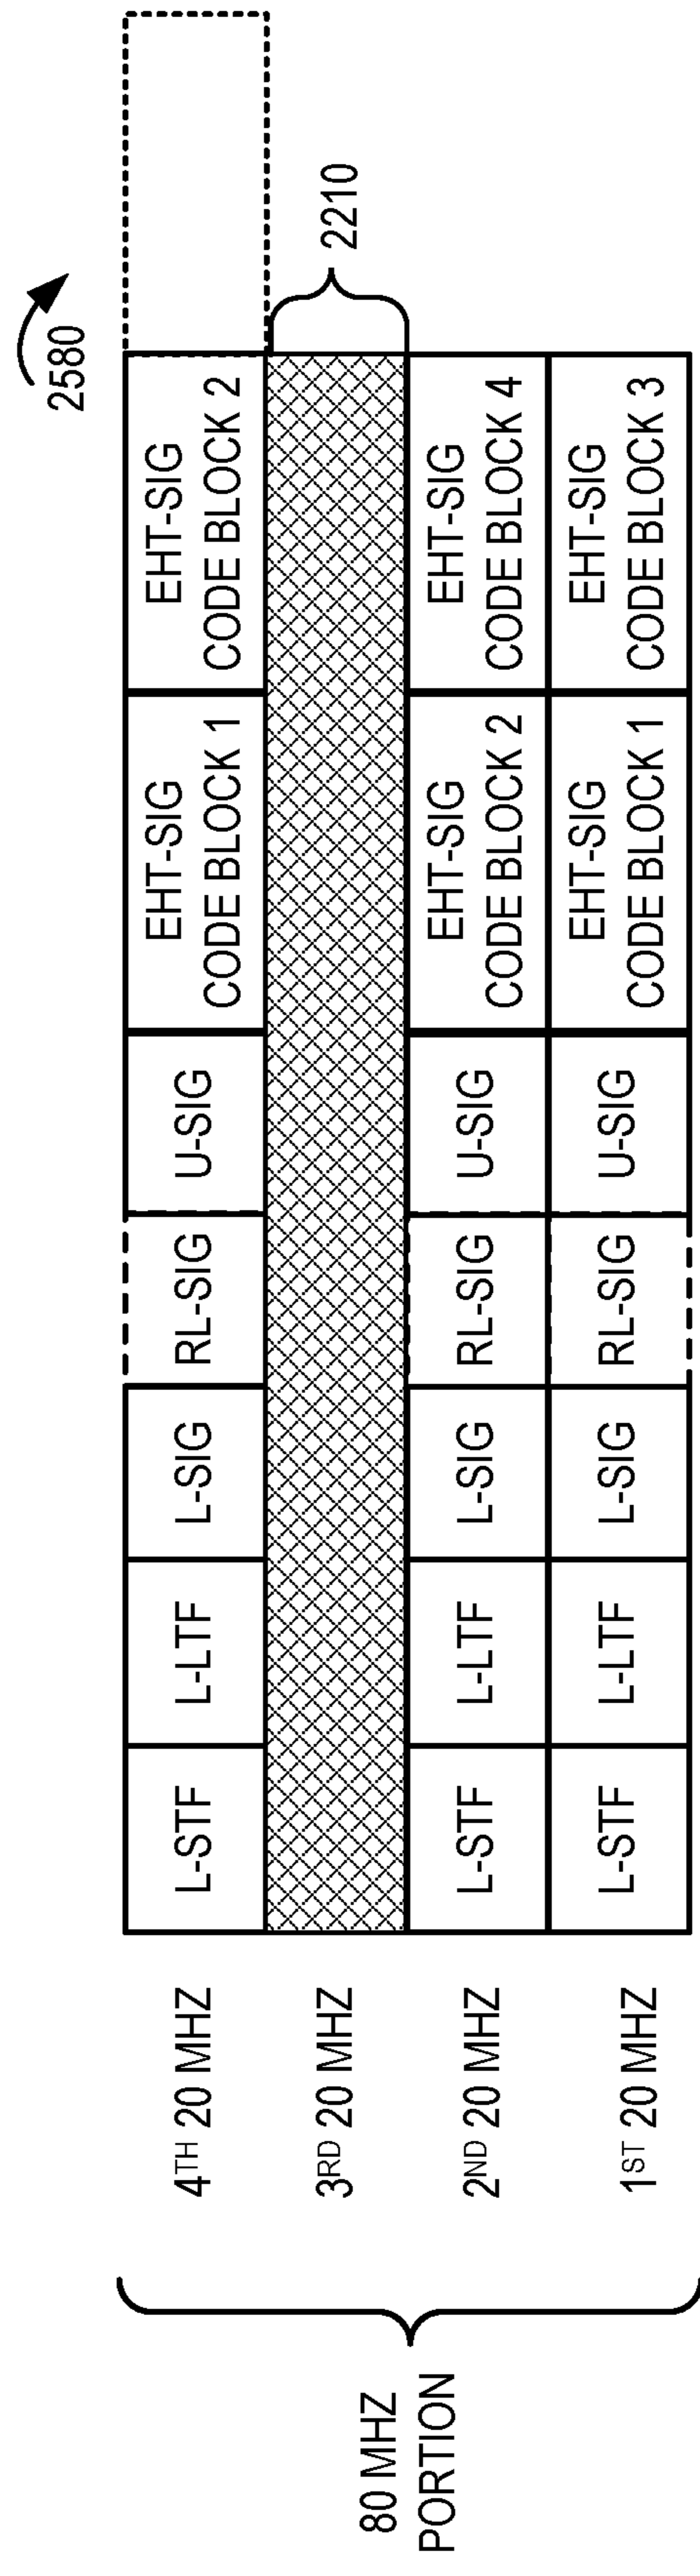 2580
80 MHZ
PORTION
4TH 20 MHZ
L-STF
L-LTF
L-SIG
RL-SIG
U-SIG
EHT-SIG
CODE BLOCK 1
EHT-SIG
CODE BLOCK 2
3RD 20 MHZ
2210
2ND 20 MHZ
L-STF
L-LTF
L-SIG
RL-SIG
U-SIG
EHT-SIG
CODE BLOCK 2
EHT-SIG
CODE BLOCK 4
1ST 20 MHZ
L-STF
L-LTF
L-SIG
RL-SIG
U-SIG
EHT-SIG
CODE BLOCK 1
EHT-SIG
CODE BLOCK 3